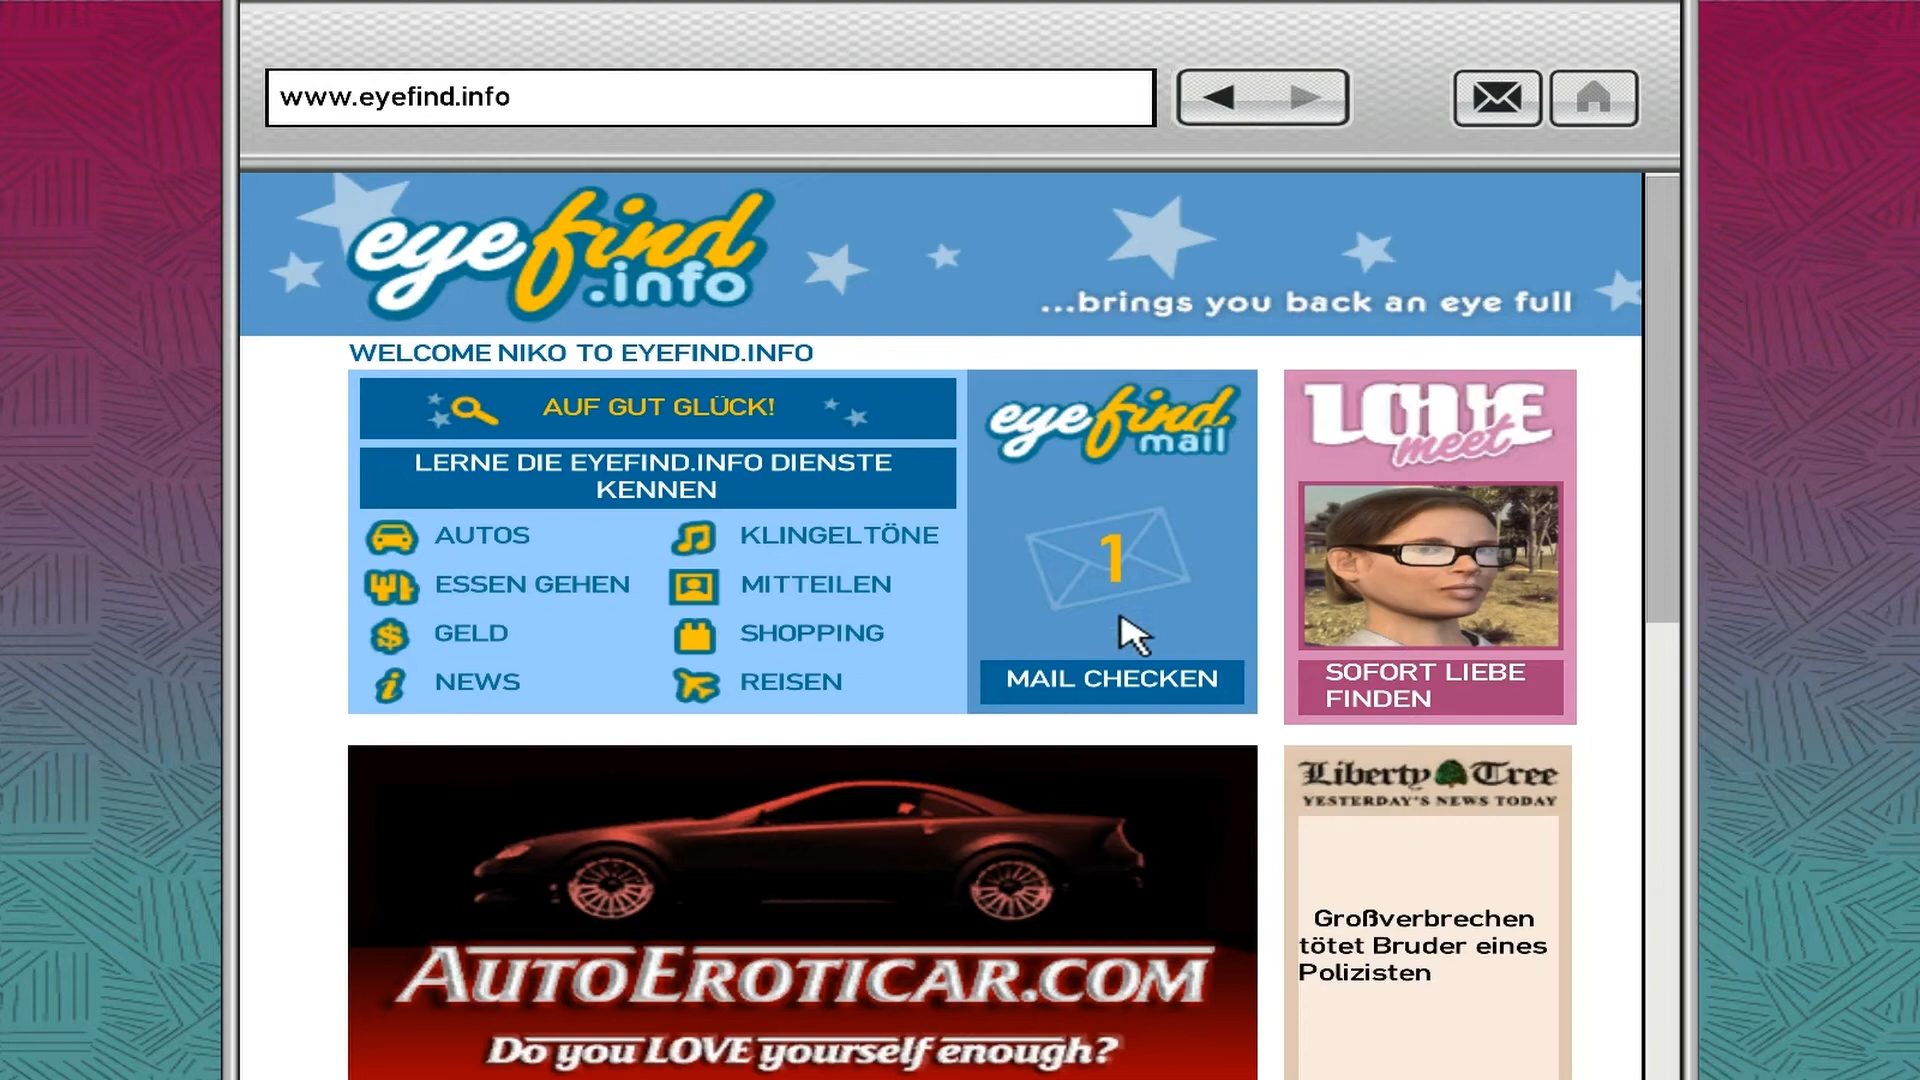 www.eyefind.info
eyefind
.info
...brings you back an eye full
WELCOME NIKO TO EYEFIND.INFO
AUF GUT GLÜCK!
LERNE DIE EYEFIND.INFO DIENSTE
KENNEN
AUTOS
KLINGELTÖNE
ESSEN GEHEN
MITTEILEN
GELD
SHOPPING
NEWS
REISEN
eyefind
mail
1
MAIL CHECKEN
LOVE
meet
SOFORT LIEBE
FINDEN
AUTOEROTICAR.COM
Do you LOVE yourself enough?
Liberty Tree
YESTERDAY'S NEWS TODAY
Großverbrechen
tötet Bruder eines
Polizisten